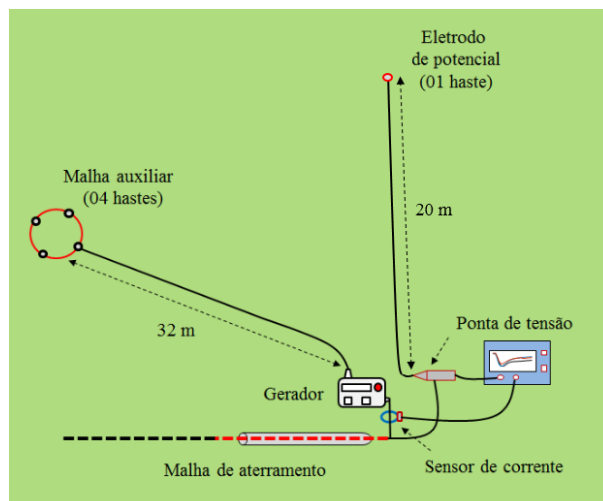 Eletrodo
de potencial
(01 haste)
Malha auxiliar
(04 hastes)
20 m
32 m
Ponta de tensão
Gerador
Malha de aterramento
Sensor de corrente